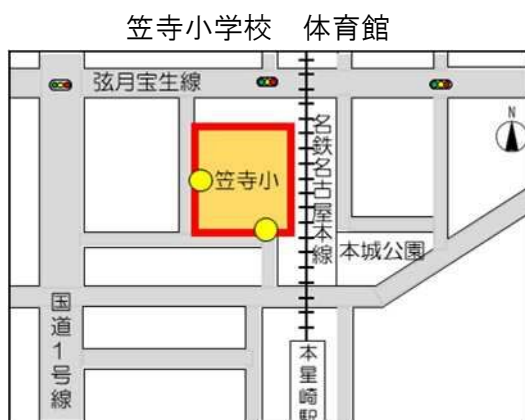 笠寺小学校　体育館
弦月宝生線
N
名鉄名古屋本線
笠寺小
本城公園
国道1号線
本星崎駅